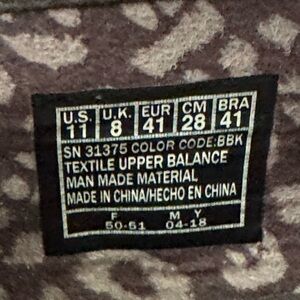 U.S. U.K. EUR CM BRA
11 8 41 28 41
SN 31375 COLOR CODE:BBK
TEXTILE UPPER BALANCE
MAN MADE MATERIAL
MADE IN CHINA/HECHO EN CHINA
F M Y
50-51 04-18